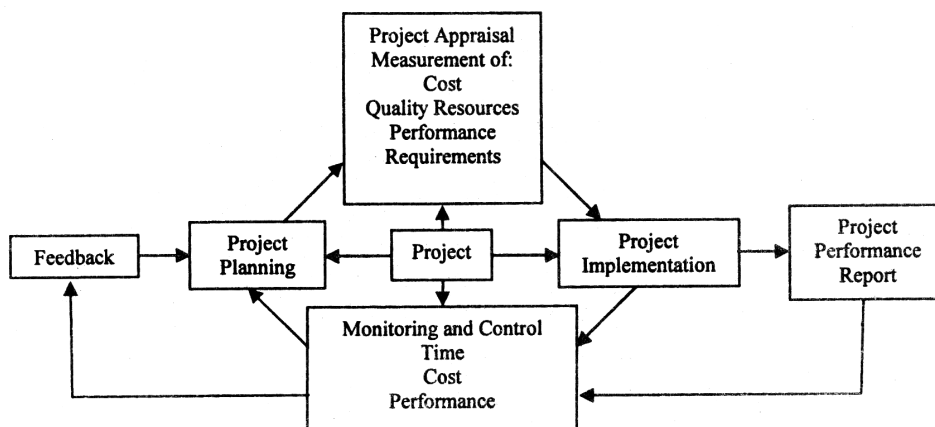 Project Appraisal
Measurement of:
Cost
Quality Resources
Performance
Requirements
Feedback
Project
Planning
Project
Project
Implementation
Project
Performance
Report
Monitoring and Control
Time
Cost
Performance